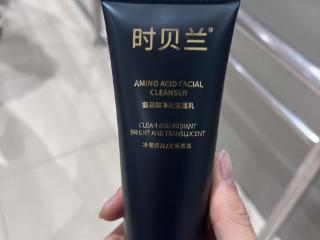 时贝兰®
AMINO ACID FACIAL
CLEANSER
氨基酸净爽洁面乳
CLEAN AND RADIANT
BRIGHT AND TRANSLUCENT